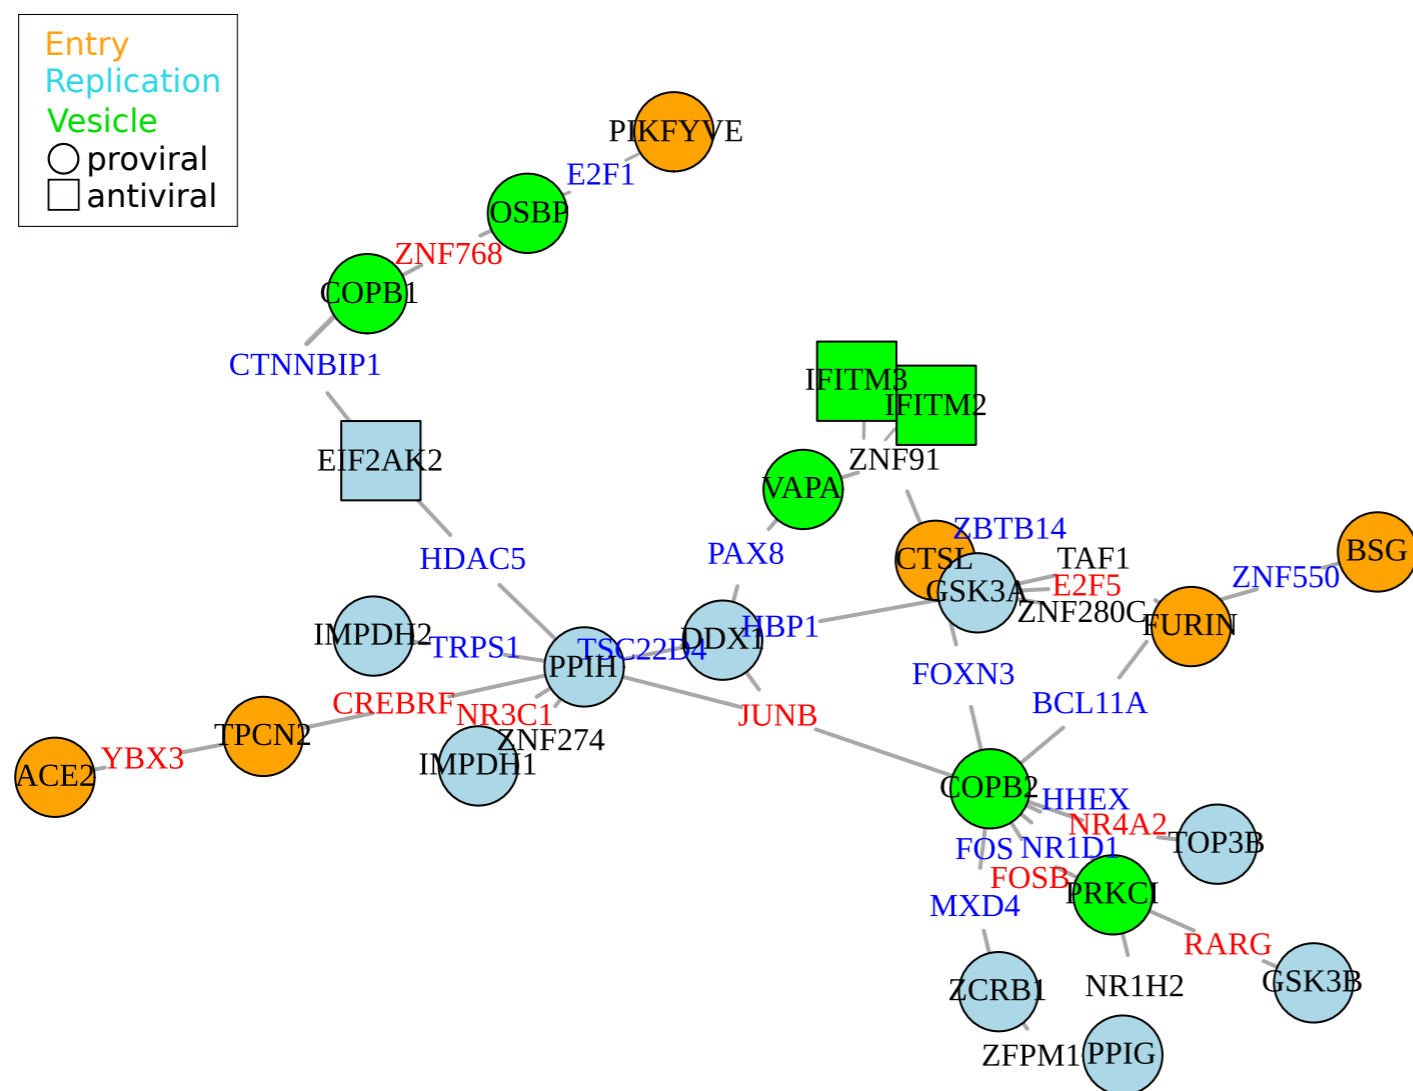 Entry
Replication
Vesicle
proviral
antiviral
PIKFYVE
E2F1
OSBP
ZNF768
COPB1
CTNNBIP1
IFITM3
IFITM2
EIF2AK2
ZNF91
VAPA
ZBTB14
HDAC5
PAX8
CTSL
TAF1
BSG
ZNF550
E2F5
GSK3A
ZNF280C
FURIN
HBP1
IMPDH2
DDX1
TRPS1
TSC22D4
PPIH
FOXN3
CREBRF
BCL11A
NR3C1
JUNB
TPCN2
ZNF274
YBX3
IMPDH1
ACE2
COPB2
HHEX
NR4A2
TOP3B
FOS
NR1D1
FOSB
PRKCI
MXD4
RARG
GSK3B
NR1H2
ZCRB1
ZFPM1
PPIG